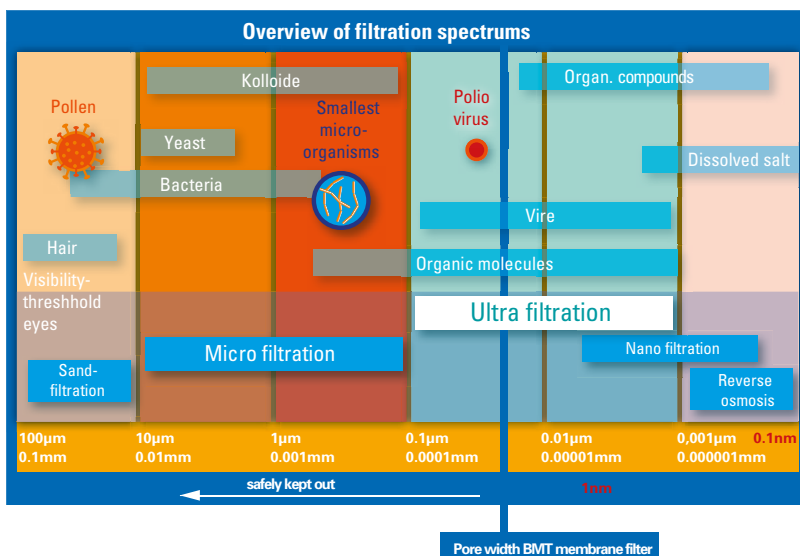 Overview of filtration spectrums
Kolloide
Organ. compounds
Pollen
Smallest
micro-
organisms
Polio
virus
Yeast
Dissolved salt
Bacteria
Vire
Hair
Organic molecules
Visibility-
threshhold
eyes
Ultra filtration
Micro filtration
Nano filtration
Sand-
filtration
Reverse
osmosis
100µm 10µm 1µm 0.1µm 0.01µm 0,001µm 0.1nm
0.1mm 0.01mm 0.001mm 0.0001mm 0.00001mm 0.000001mm
safely kept out
1nm
Pore width BMT membrane filter